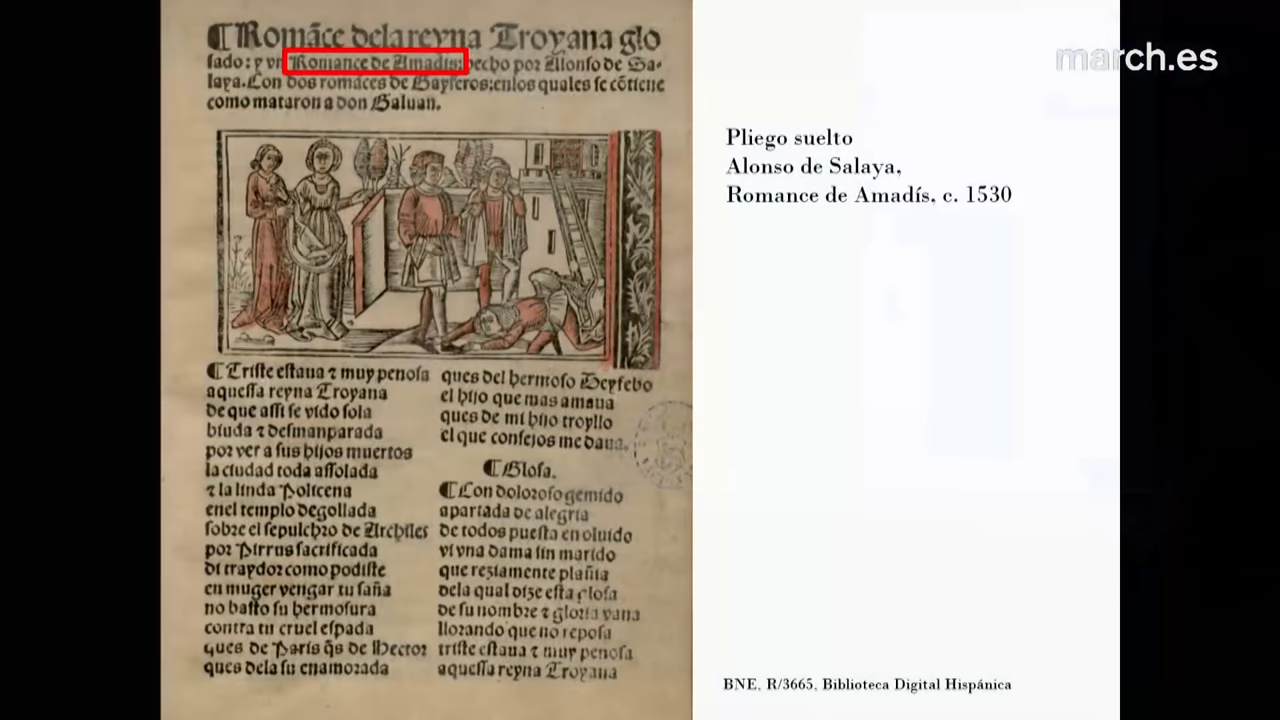 ¶Romãce dela reyna Troyana glo
sado: y vn Romance de Amadis: hecho por Alonso de Sa-
laya. Con dos romãces de Gayferos: enlos quales se cõtiene
como mataron a don Galuan.
¶Triste estaua ⁊ muy penosa
aquessa reyna Troyana
de que assi se vido sola
biuda ⁊ desmanparada
por ver a sus hijos muertos
la ciudad toda assolada
⁊ la linda Policena
enel templo degollada
sobre el sepulchro de Archiles
por Pirrus sacrificada
di traydor como podiste
en muger vengar tu saña
no basto su hermosura
contra tu cruel espada
ques de Paris q̃s de Hector
ques dela su enamorada
ques del hermoso Deyfebo
el hijo que mas amaua
ques de mi hijo troyllo
el que consejos me daua.
¶Glosa.
¶Con doloroso gemido
apartada de alegria
de todos puesta en oluido
vi vna dama sin marido
que reziamente plañia
dela qual dize esta glosa
de su nombre ⁊ gloria vana
llorando que no reposa
triste estaua ⁊ muy penosa
aquessa reyna Troyana
march.es
Pliego suelto
Alonso de Salaya,
Romance de Amadís, c. 1530
BNE, R/3665, Biblioteca Digital Hispánica